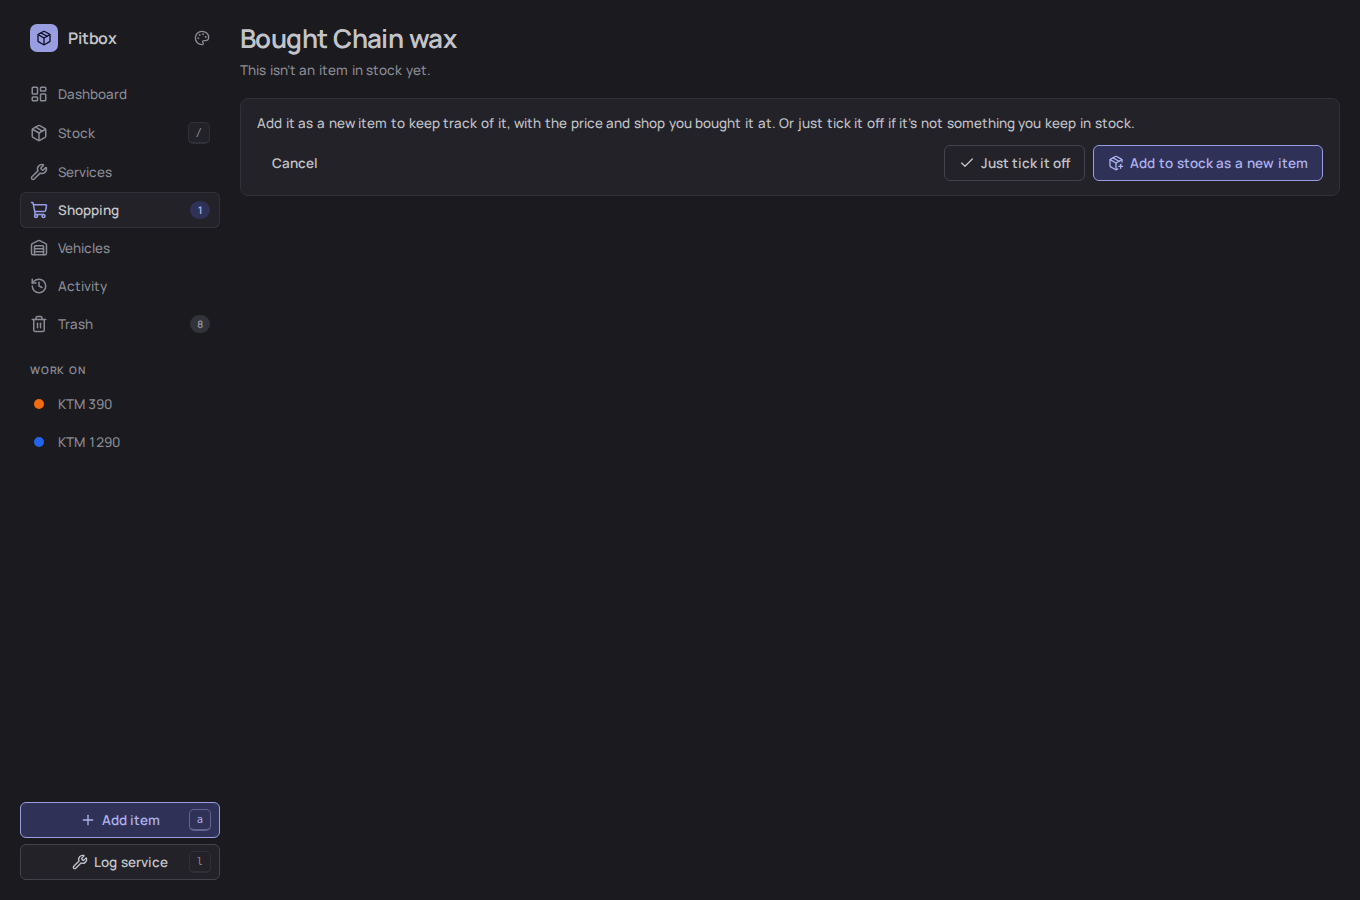 Pitbox
Dashboard
Stock /
Services
Shopping 1
Vehicles
Activity
Trash 8
WORK ON
KTM 390
KTM 1290
Add item a
Log service l
Bought Chain wax
This isn't an item in stock yet.
Add it as a new item to keep track of it, with the price and shop you bought it at. Or just tick it off if it's not something you keep in stock.
Cancel
Just tick it off
Add to stock as a new item